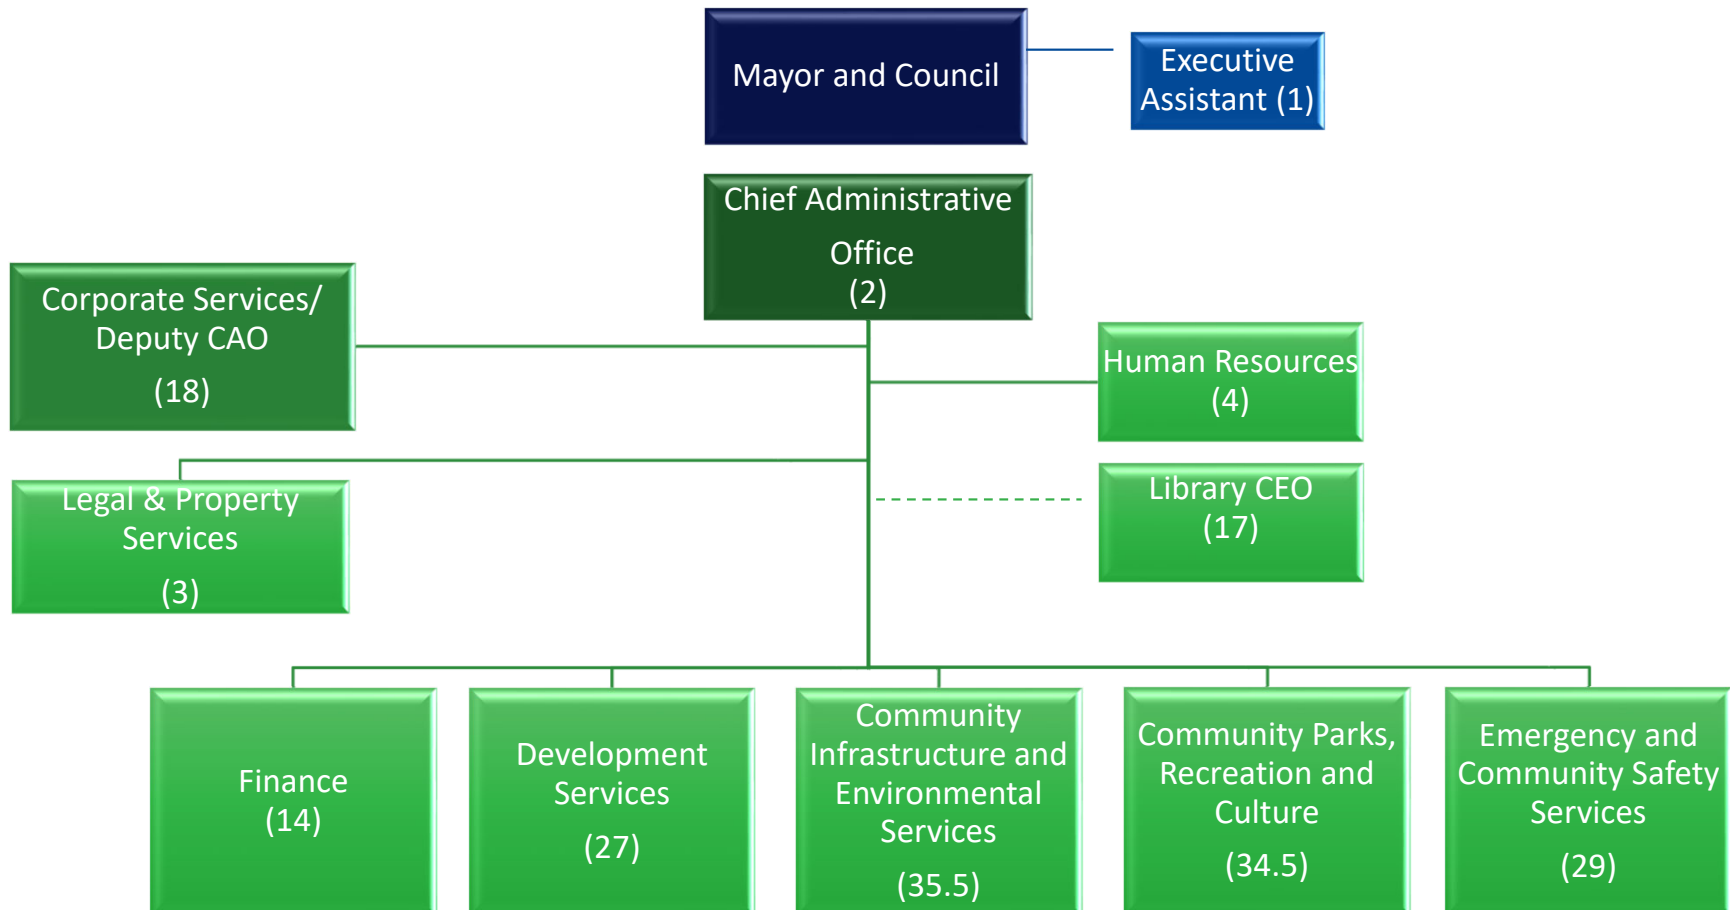 Mayor and Council
Executive
Assistant (1)
Chief Administrative
Office
(2)
Corporate Services/
Deputy CAO
(18)
Human Resources
(4)
Legal & Property
Services
(3)
Library CEO
(17)
Finance
(14)
Development
Services
(27)
Community
Infrastructure and
Environmental
Services
(35.5)
Community Parks,
Recreation and
Culture
(34.5)
Emergency and
Community Safety
Services
(29)